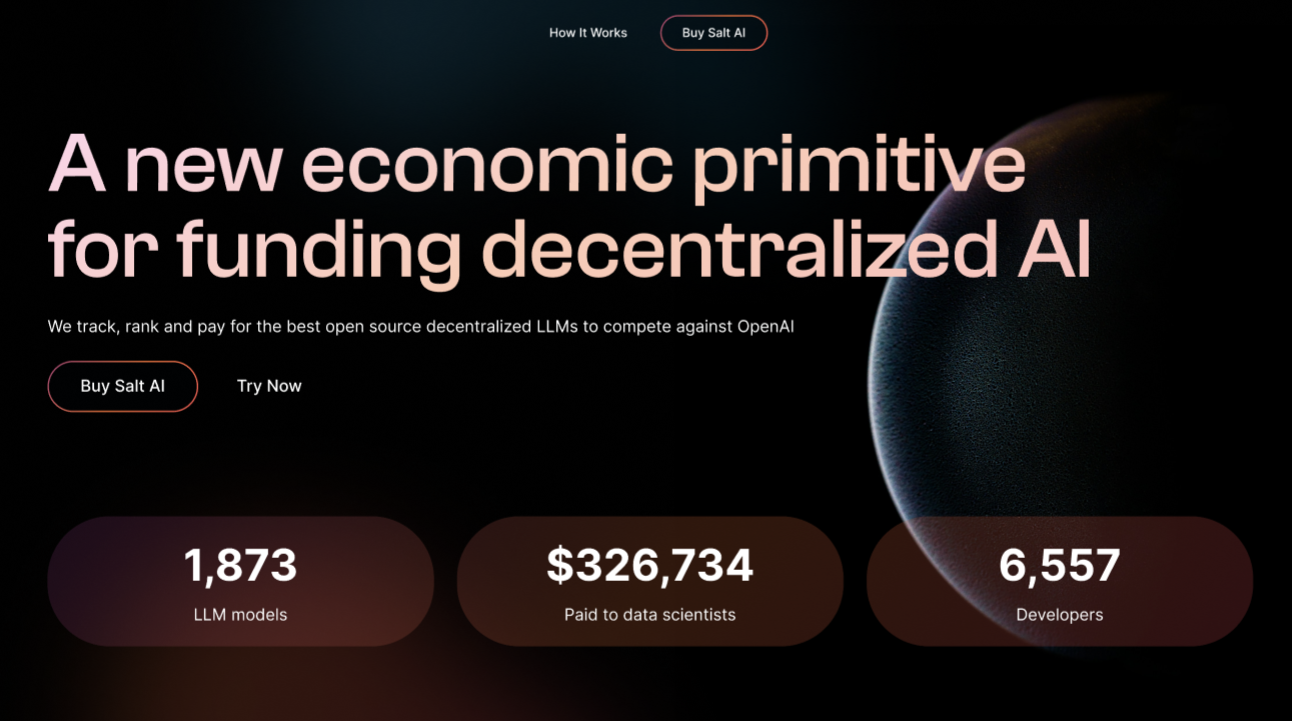 How It Works
Buy Salt AI
A new economic primitive
for funding decentralized AI
We track, rank and pay for the best open source decentralized LLMs to compete against OpenAI
Buy Salt AI
Try Now
1,873
LLM models
$326,734
Paid to data scientists
6,557
Developers